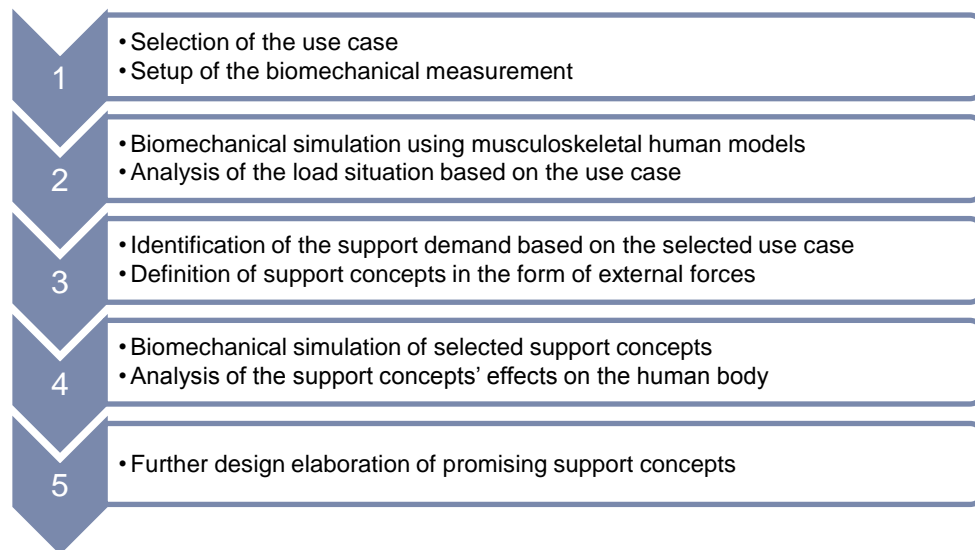 1
• Selection of the use case
• Setup of the biomechanical measurement
2
• Biomechanical simulation using musculoskeletal human models
• Analysis of the load situation based on the use case
3
• Identification of the support demand based on the selected use case
• Definition of support concepts in the form of external forces
4
• Biomechanical simulation of selected support concepts
• Analysis of the support concepts’ effects on the human body
5
• Further design elaboration of promising support concepts